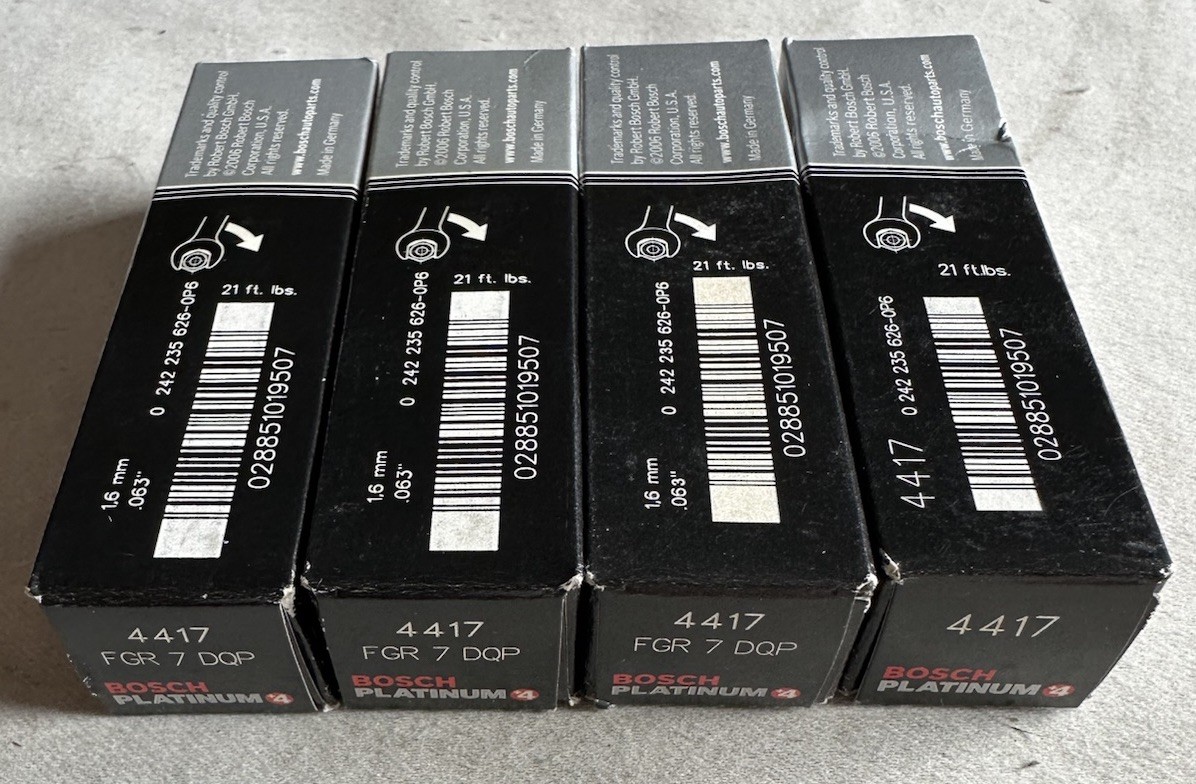 Trademarks and quality control
by Robert Bosch GmbH.
©2006 Robert Bosch
Corporation, U.S.A.
All rights reserved.
www.boschautoparts.com
Made in Germany
21 ft. lbs.
0 242 235 626-0P6
028851019507
1,6 mm
.063"
4417
FGR 7 DQP
BOSCH
PLATINUM +4
Trademarks and quality control
by Robert Bosch GmbH.
©2006 Robert Bosch
Corporation, U.S.A.
All rights reserved.
www.boschautoparts.com
Made in Germany
21 ft. lbs.
0 242 235 626-0P6
028851019507
1,6 mm
.063"
4417
FGR 7 DQP
BOSCH
PLATINUM +4
Trademarks and quality control
by Robert Bosch GmbH.
©2006 Robert Bosch
Corporation, U.S.A.
All rights reserved.
www.boschautoparts.com
Made in Germany
21 ft. lbs.
0 242 235 626-0P6
028851019507
1,6 mm
.063"
4417
FGR 7 DQP
BOSCH
PLATINUM +4
Trademarks and quality control
by Robert Bosch GmbH.
©2006 Robert Bosch
Corporation, U.S.A.
All rights reserved.
www.boschautoparts.com
Made in Germany
21 ft.lbs.
0 242 235 626-0P6
028851019507
4417
4417
BOSCH
PLATINUM +4